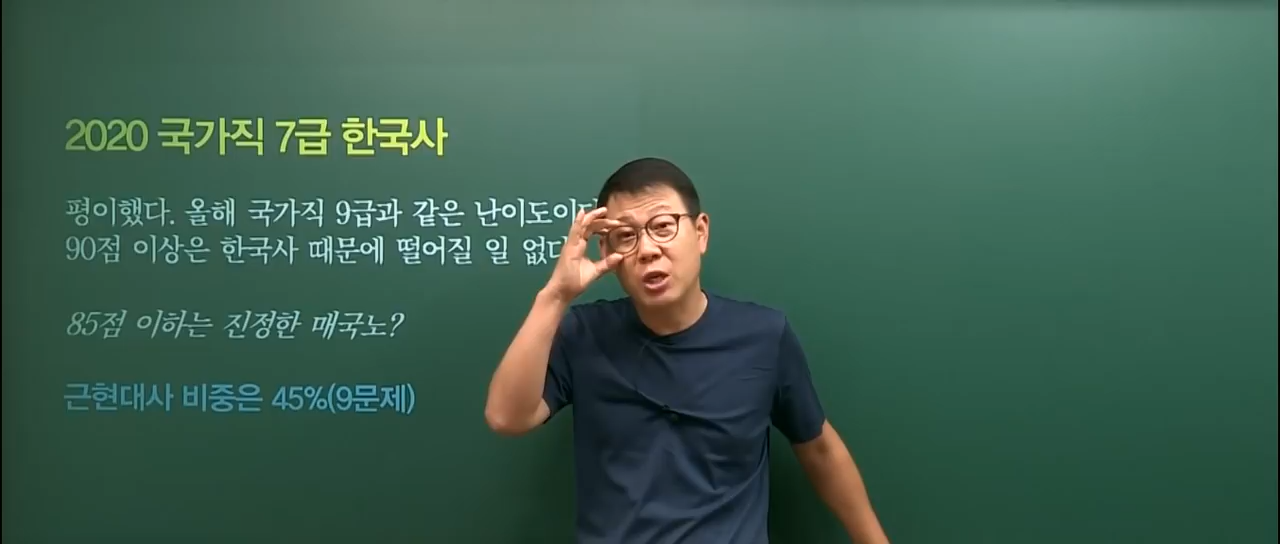 2020 국가직 7급 한국사
평이했다. 올해 국가직 9급과 같은 난이도이다
90점 이상은 한국사 때문에 떨어질 일 없다
85점 이하는 진정한 매국노?
근현대사 비중은 45%(9문제)